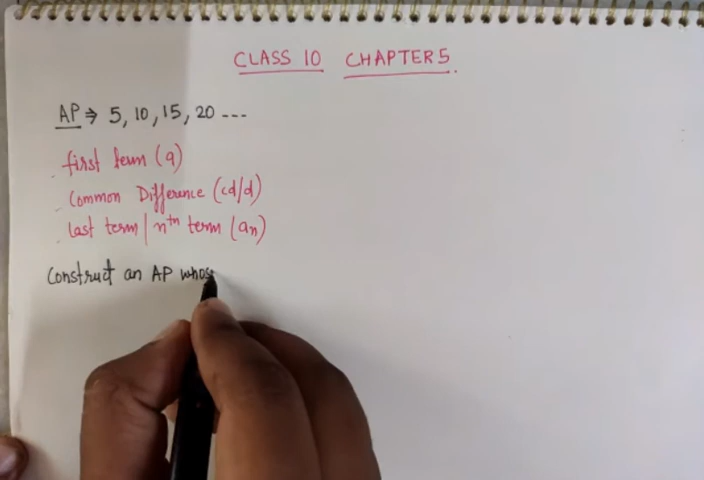 CLASS 10 CHAPTER 5.
AP ⇒ 5, 10, 15, 20 ---
first term (a)
Common Difference (cd/d)
last term / nth term (an)
Construct an AP whos